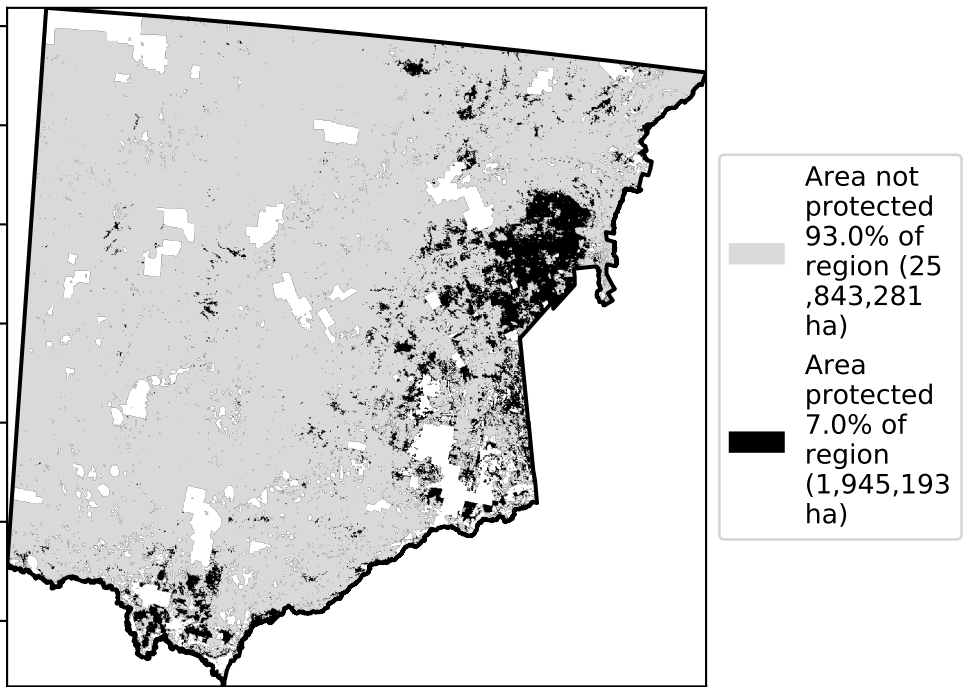 Area not
protected
93.0% of
region (25
,843,281
ha)
Area
protected
7.0% of
region
(1,945,193
ha)